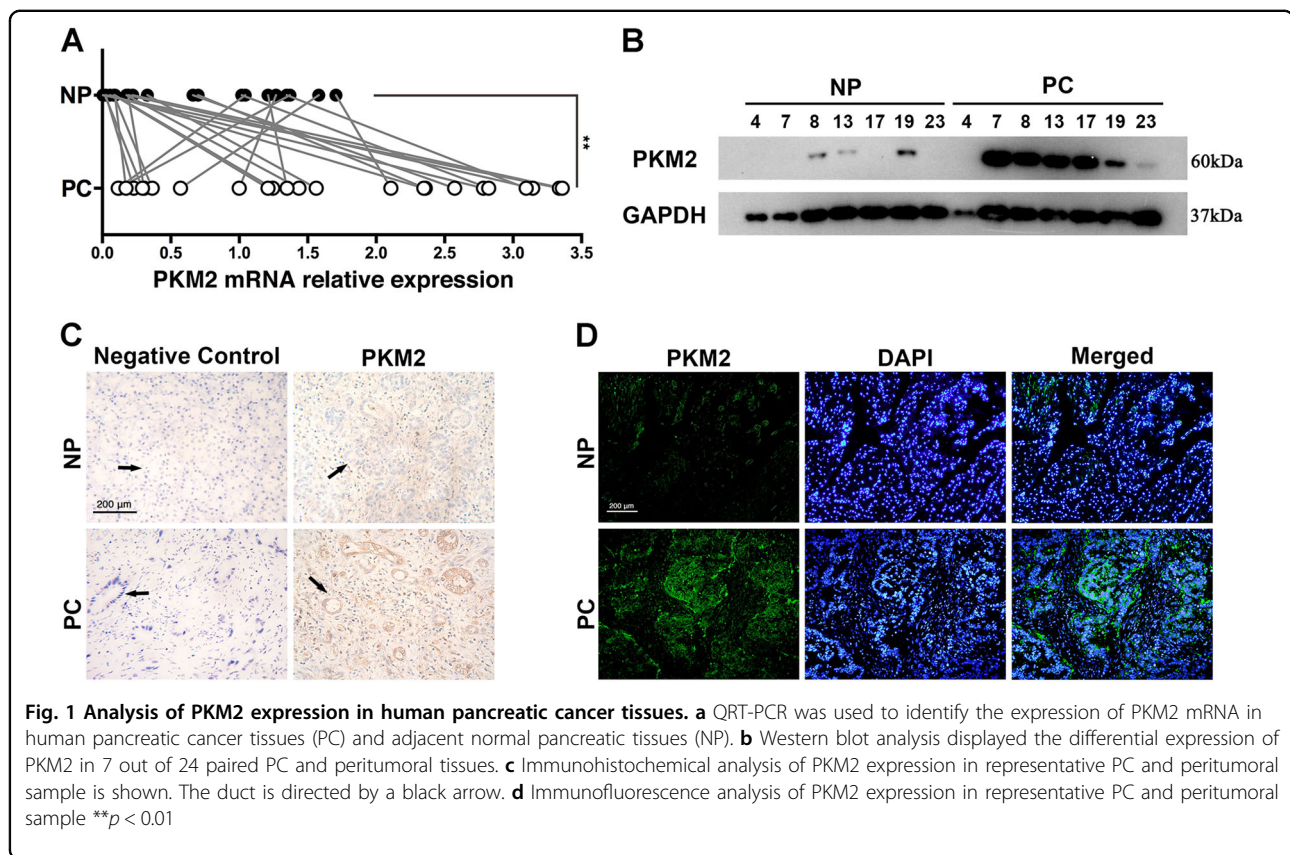 A
NP
PC
**
0.0 0.5 1.0 1.5 2.0 2.5 3.0 3.5
PKM2 mRNA relative expression
B
NP PC
4 7 8 13 17 19 23 4 7 8 13 17 19 23
PKM2 60kDa
GAPDH 37kDa
C
Negative Control PKM2
NP
200 µm
PC
D
PKM2 DAPI Merged
NP
200 µm
PC
Fig. 1 Analysis of PKM2 expression in human pancreatic cancer tissues. a QRT-PCR was used to identify the expression of PKM2 mRNA in
human pancreatic cancer tissues (PC) and adjacent normal pancreatic tissues (NP). b Western blot analysis displayed the differential expression of
PKM2 in 7 out of 24 paired PC and peritumoral tissues. c Immunohistochemical analysis of PKM2 expression in representative PC and peritumoral
sample is shown. The duct is directed by a black arrow. d Immunofluorescence analysis of PKM2 expression in representative PC and peritumoral
sample **p < 0.01